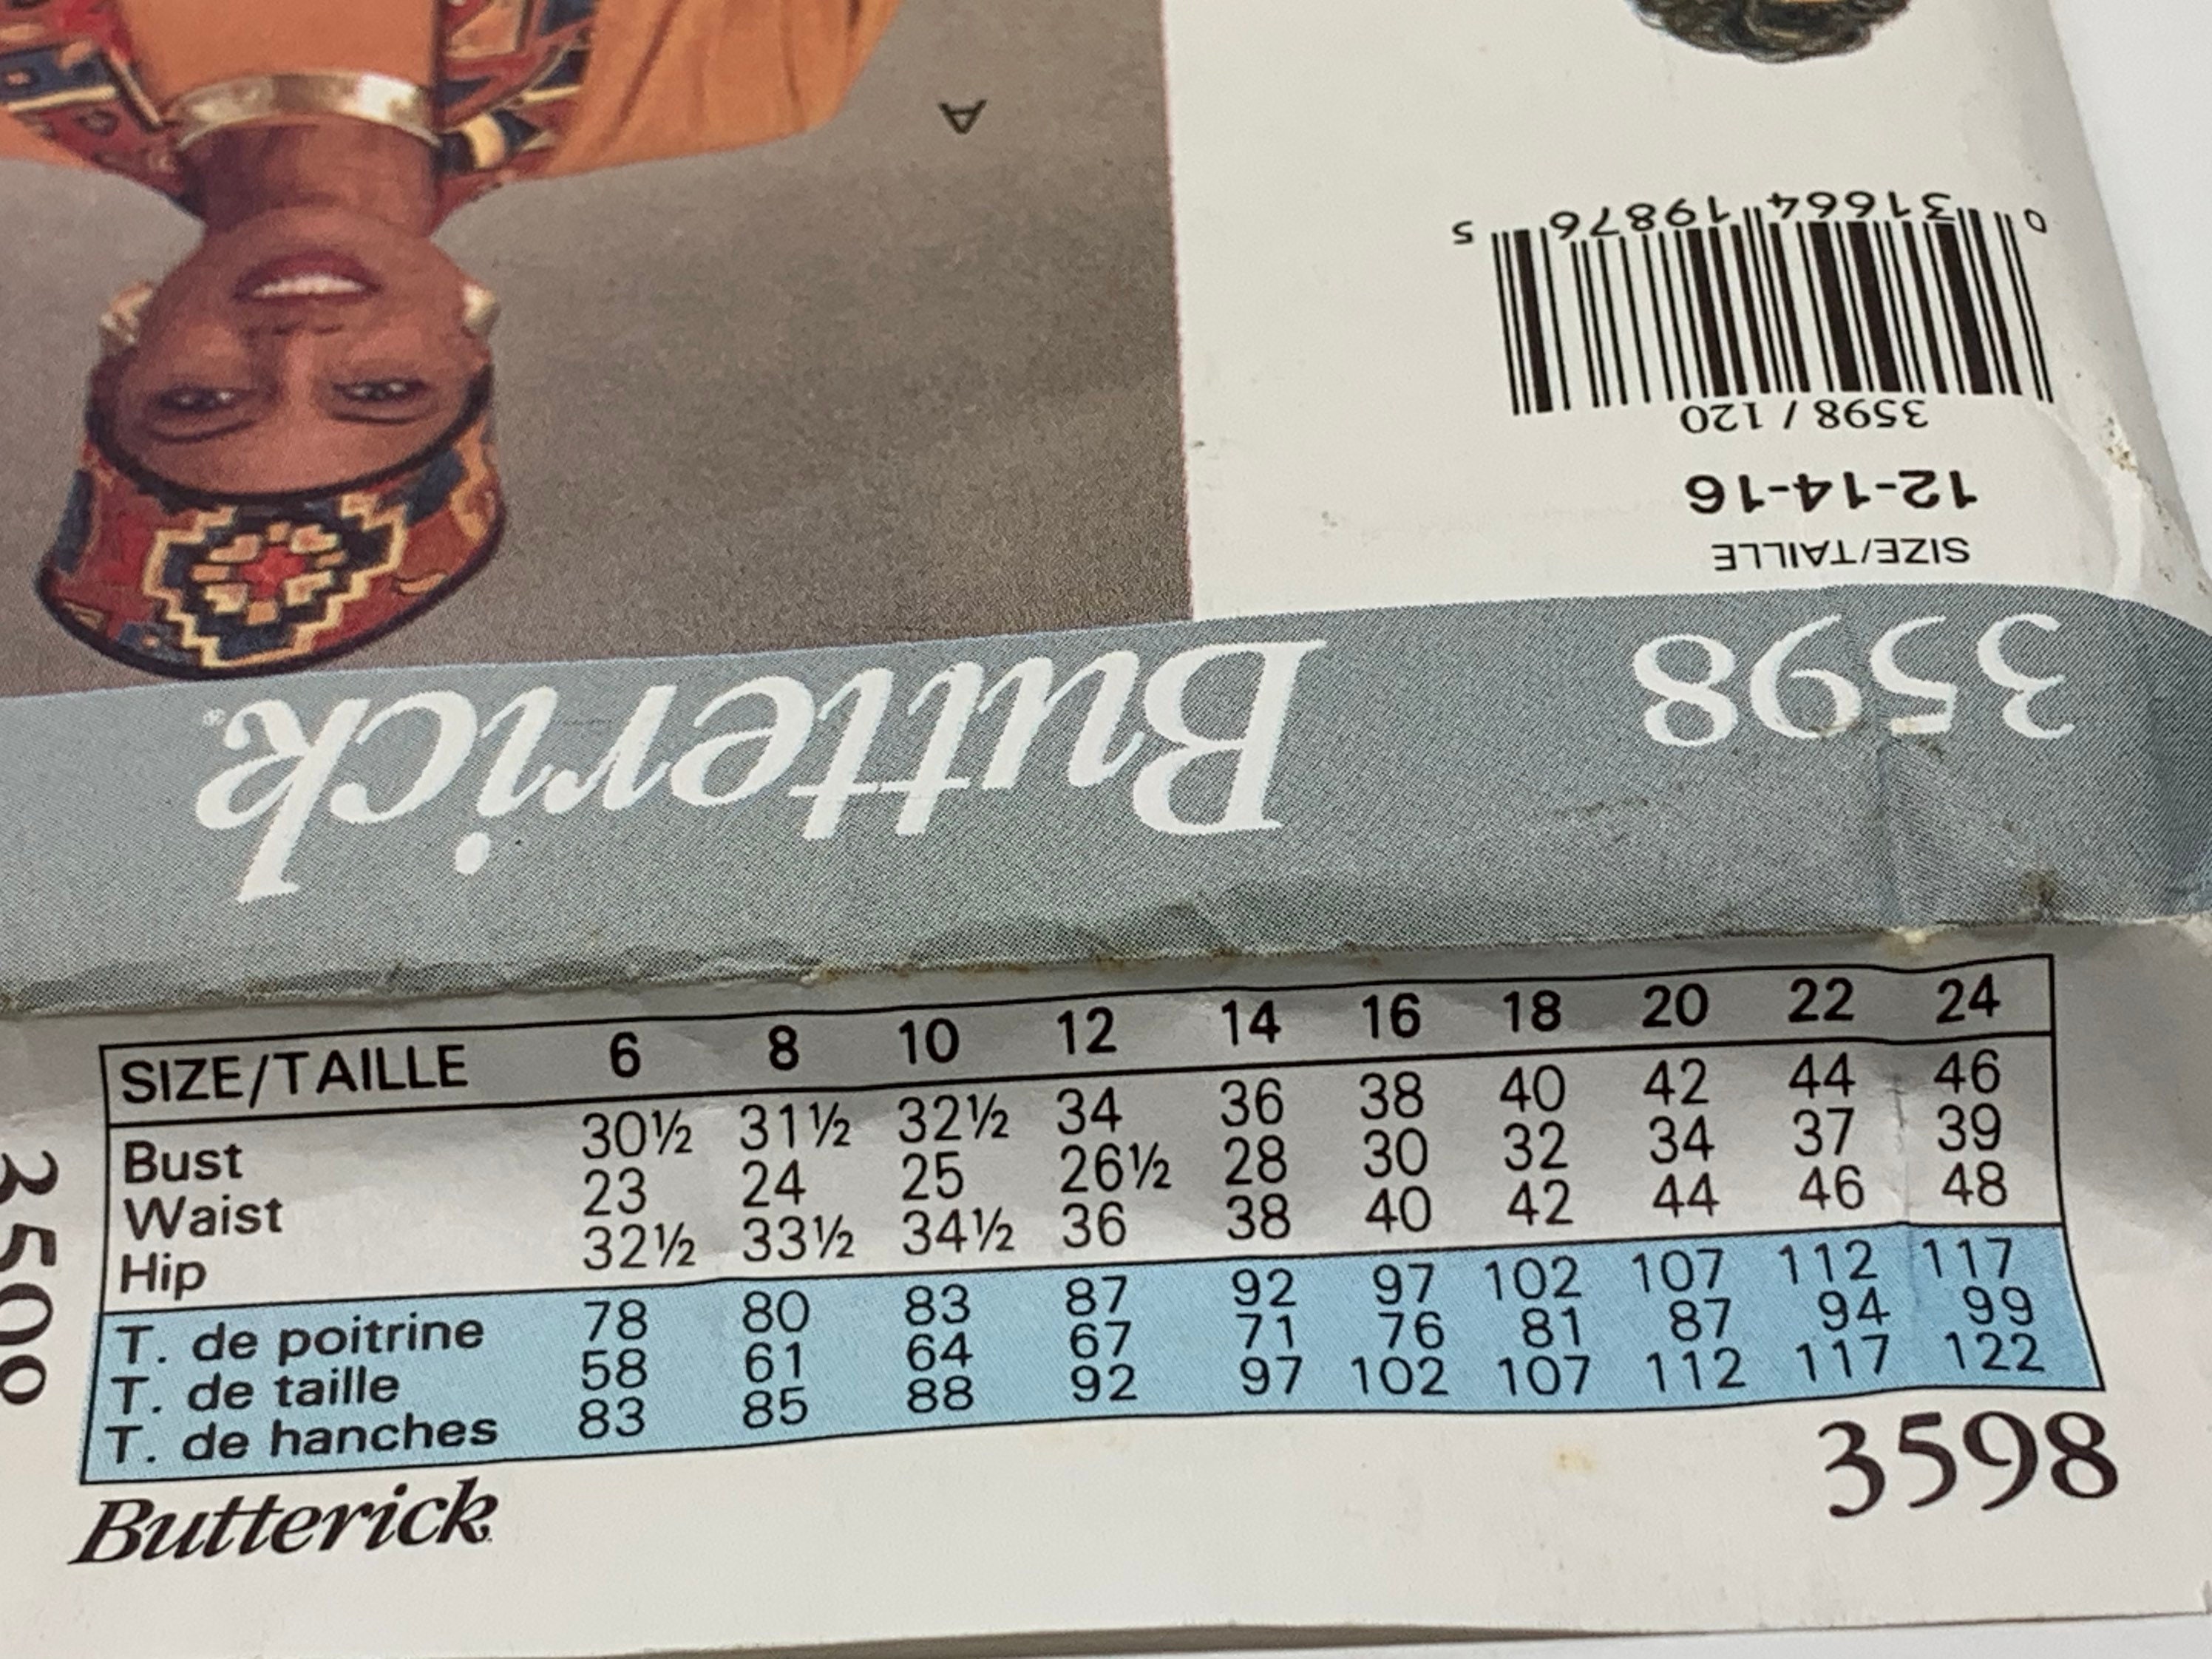 A
0 31664 19876 5
3598 / 120
12-14-16
SIZE/TAILLE
3598 Butterick®
SIZE/TAILLE 6 8 10 12 14 16 18 20 22 24
Bust 30½ 31½ 32½ 34 36 38 40 42 44 46
Waist 23 24 25 26½ 28 30 32 34 37 39
Hip 32½ 33½ 34½ 36 38 40 42 44 46 48
T. de poitrine 78 80 83 87 92 97 102 107 112 117
T. de taille 58 61 64 67 71 76 81 87 94 99
T. de hanches 83 85 88 92 97 102 107 112 117 122
Butterick 3598